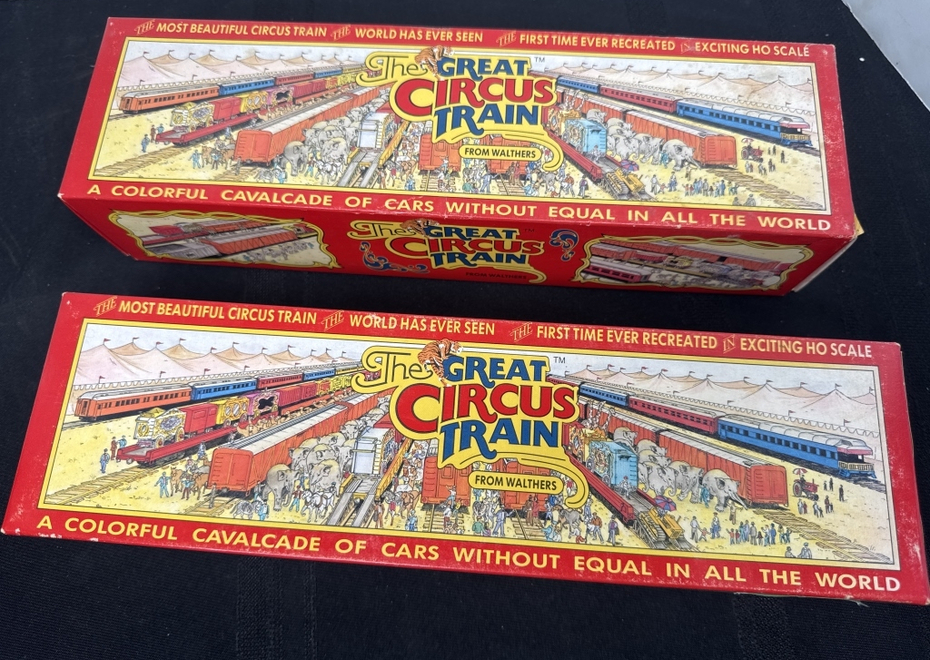 THE MOST BEAUTIFUL CIRCUS TRAIN THE WORLD HAS EVER SEEN THE FIRST TIME EVER RECREATED IN EXCITING HO SCALE
The GREAT™
CIRCUS
TRAIN
FROM WALTHERS
A COLORFUL CAVALCADE OF CARS WITHOUT EQUAL IN ALL THE WORLD
The GREAT™
CIRCUS
TRAIN
FROM WALTHERS
THE MOST BEAUTIFUL CIRCUS TRAIN THE WORLD HAS EVER SEEN THE FIRST TIME EVER RECREATED IN EXCITING HO SCALE
The GREAT™
CIRCUS
TRAIN
FROM WALTHERS
A COLORFUL CAVALCADE OF CARS WITHOUT EQUAL IN ALL THE WORLD